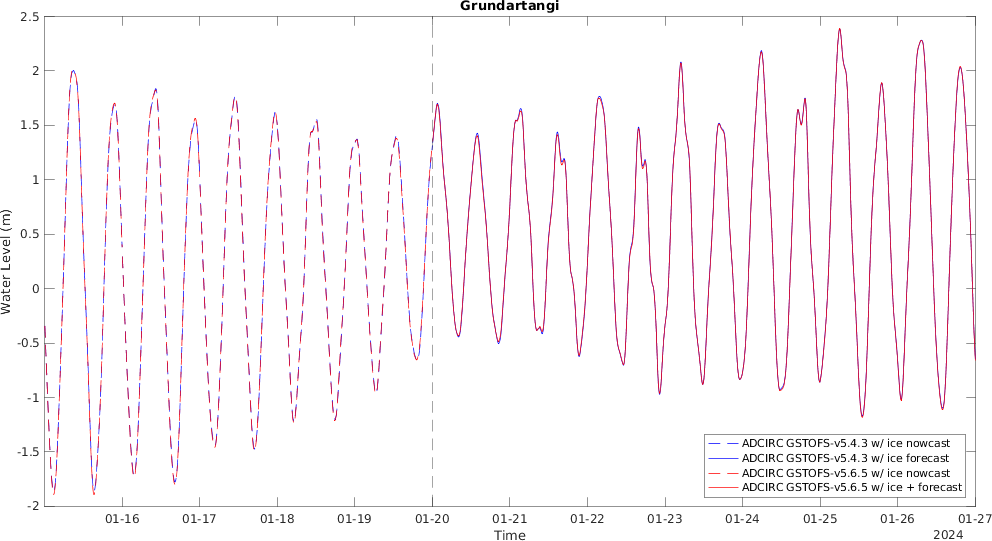 Grundartangi
Water Level (m)
2.5
2
1.5
1
0.5
0
-0.5
-1
-1.5
-2
ADCIRC GSTOFS-v5.4.3 w/ ice nowcast
ADCIRC GSTOFS-v5.4.3 w/ ice forecast
ADCIRC GSTOFS-v5.6.5 w/ ice nowcast
ADCIRC GSTOFS-v5.6.5 w/ ice + forecast
01-16 01-17 01-18 01-19 01-20 01-21 01-22 01-23 01-24 01-25 01-26 01-27
Time
2024